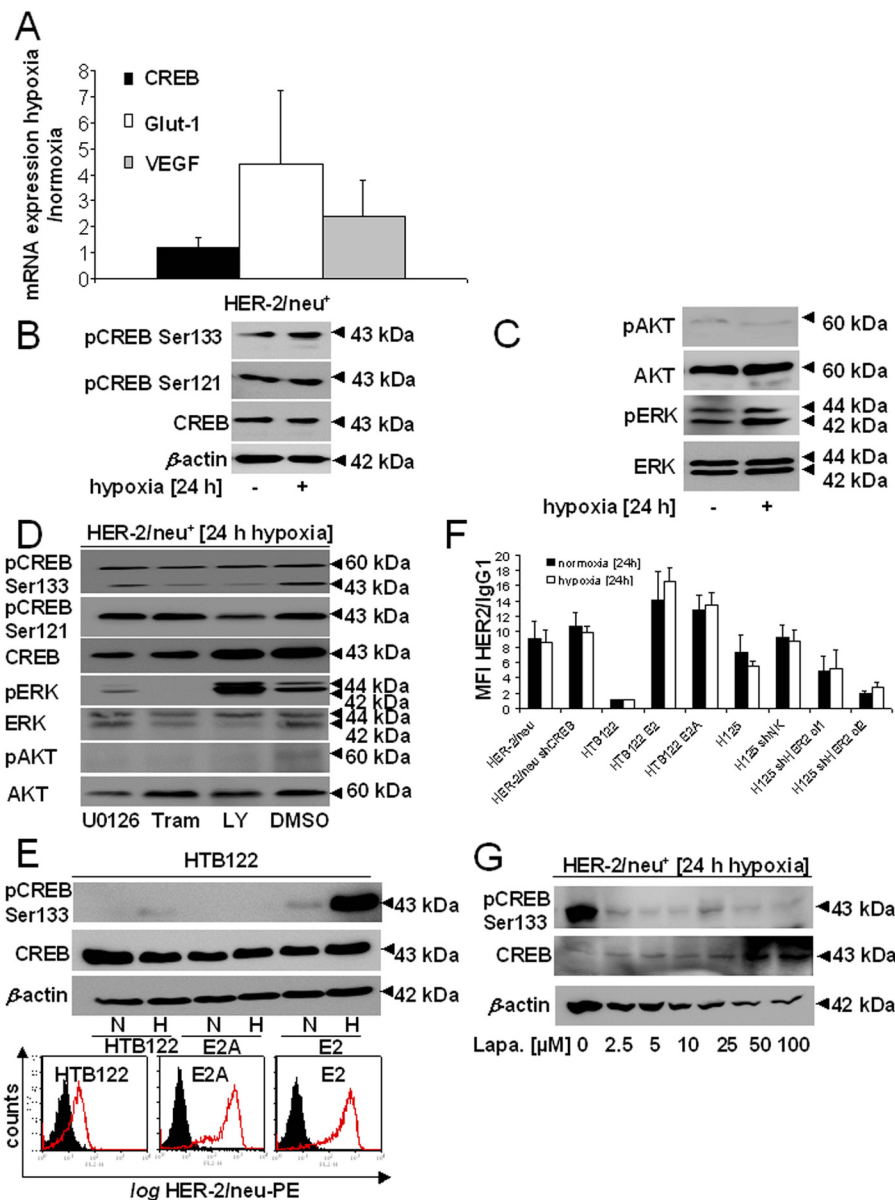 A
mRNA expression hypoxia
/normoxia
8
7
6
5
4
3
2
1
0
CREB
Glut-1
VEGF
HER-2/neu+
B
pCREB Ser133 43 kDa
pCREB Ser121 43 kDa
CREB 43 kDa
β-actin 42 kDa
hypoxia [24 h] - +
C
pAKT 60 kDa
AKT 60 kDa
pERK 44 kDa
42 kDa
ERK 44 kDa
42 kDa
hypoxia [24 h] - +
D
HER-2/neu+ [24 h hypoxia]
pCREB 60 kDa
Ser133 43 kDa
pCREB 43 kDa
Ser121
CREB 43 kDa
pERK 44 kDa
42 kDa
ERK 44 kDa
42 kDa
pAKT 60 kDa
AKT 60 kDa
U0126 Tram LY DMSO
F
MFI HER2/IgG1
20
18
16
14
12
10
8
6
4
2
0
normoxia [24h]
hypoxia [24h]
HER-2/neu
HER-2/neu shCREB
HTB122
HTB122 E2
HTB122 E2A
H125
H125 shNK
H125 shHER2 ol1
H125 shHER2 ol2
E
HTB122
pCREB
Ser133 43 kDa
CREB 43 kDa
β-actin 42 kDa
N H N H N H
HTB122 E2A E2
HTB122 E2A E2
counts
log HER-2/neu-PE
G
HER-2/neu+ [24 h hypoxia]
pCREB
Ser133 43 kDa
CREB 43 kDa
β-actin 42 kDa
Lapa. [µM] 0 2.5 5 10 25 50 100